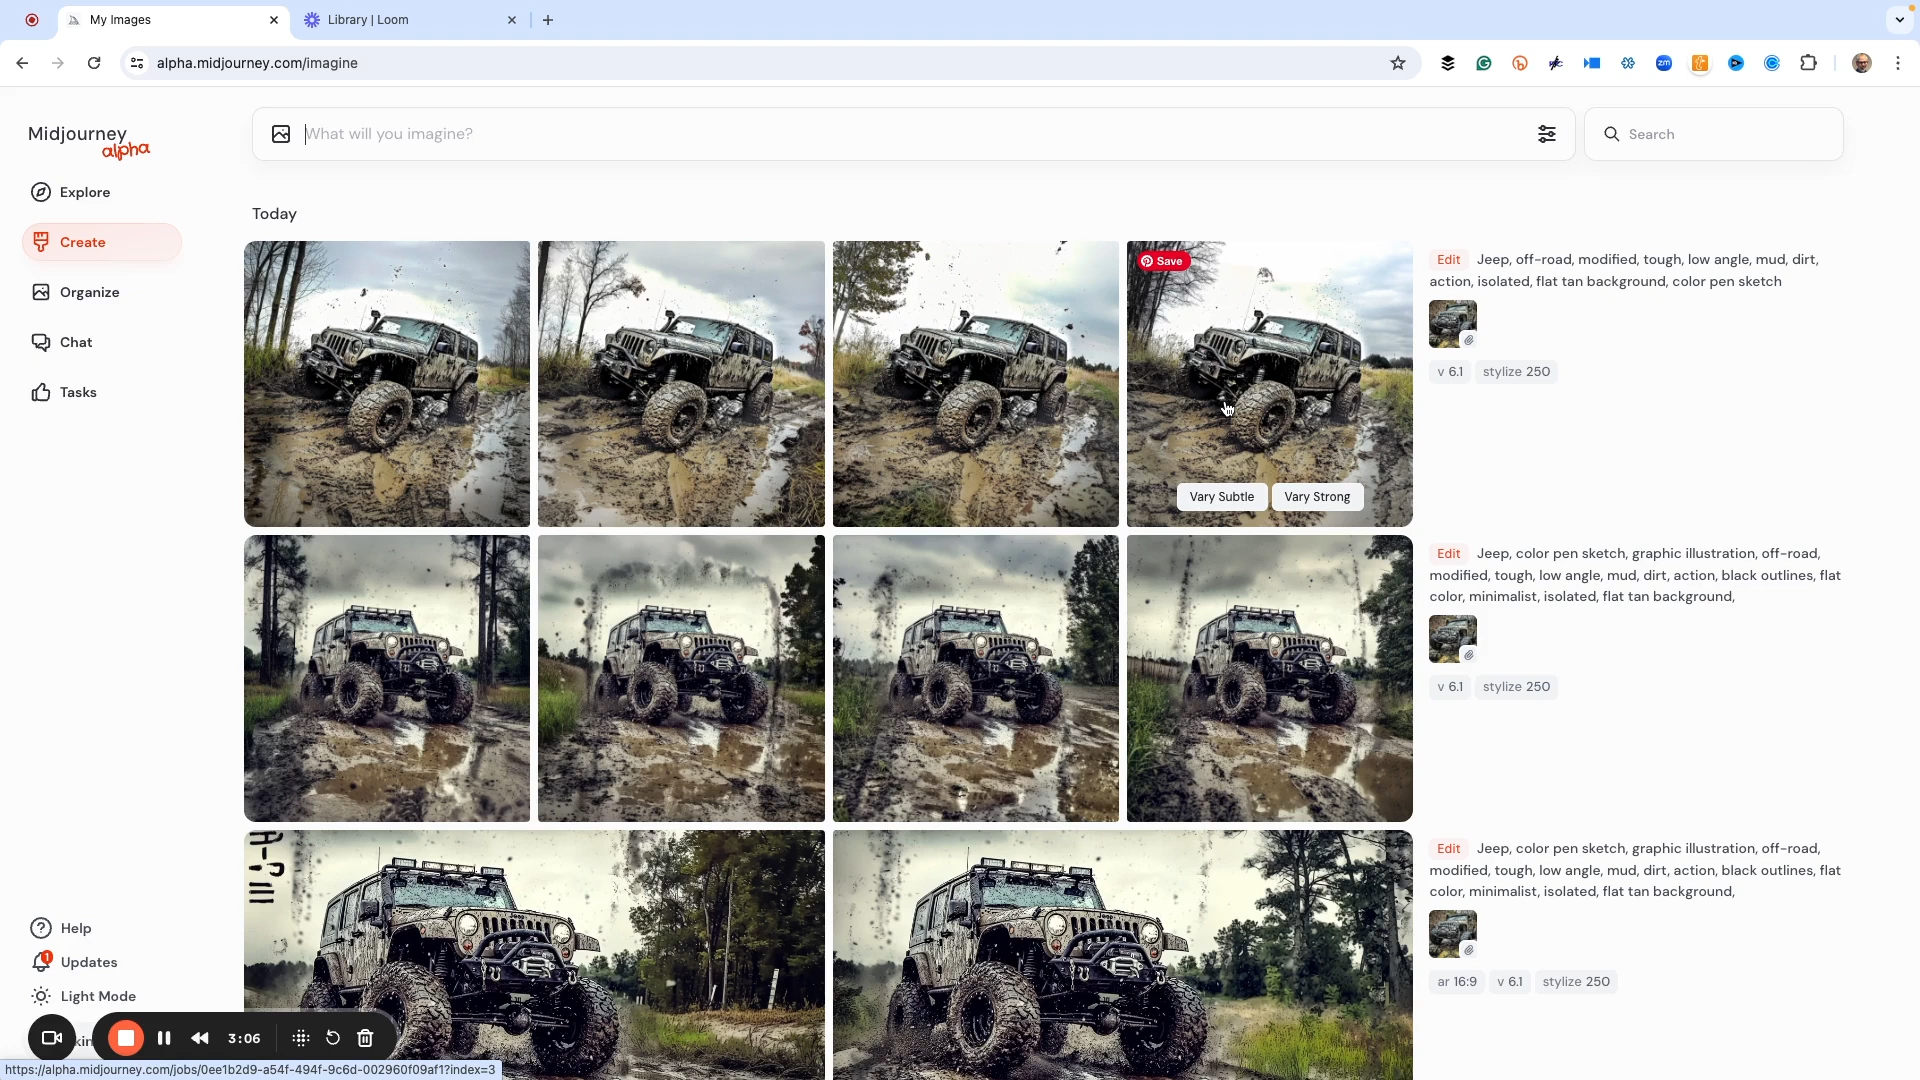 My Images
Library | Loom
alpha.midjourney.com/imagine
zm
Midjourney
alpha
What will you imagine?
Search
Explore
Create
Organize
Chat
Tasks
Today
Save
Vary Subtle
Vary Strong
Edit Jeep, off-road, modified, tough, low angle, mud, dirt,
action, isolated, flat tan background, color pen sketch
v 6.1 stylize 250
Edit Jeep, color pen sketch, graphic illustration, off-road,
modified, tough, low angle, mud, dirt, action, black outlines, flat
color, minimalist, isolated, flat tan background,
v 6.1 stylize 250
Edit Jeep, color pen sketch, graphic illustration, off-road,
modified, tough, low angle, mud, dirt, action, black outlines, flat
color, minimalist, isolated, flat tan background,
ar 16:9 v 6.1 stylize 250
Help
1
Updates
Light Mode
3:06
https://alpha.midjourney.com/jobs/0ee1b2d9-a54f-494f-9c6d-002960f09af1?index=3